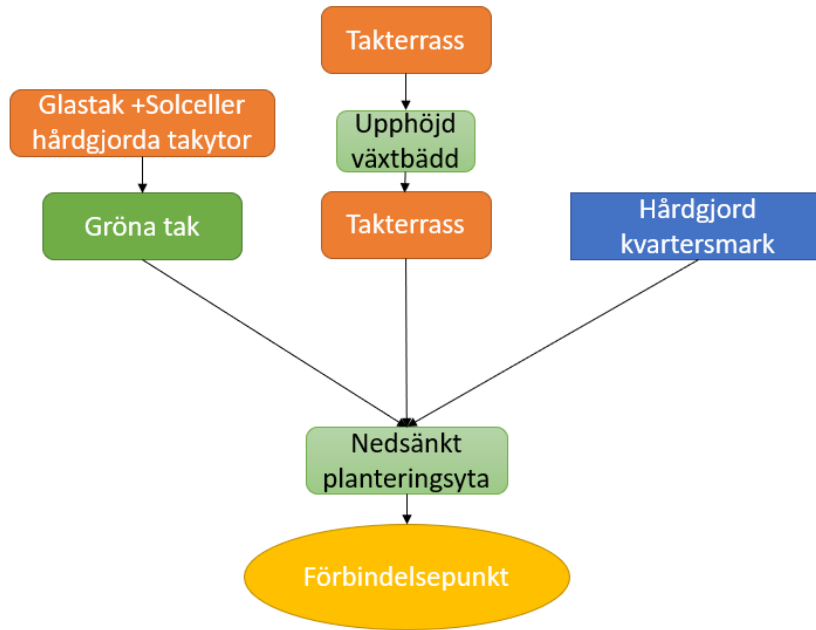 Takterrass
Glastak +Solceller
hårdgjorda takytor
Upphöjd
växtbädd
Gröna tak
Takterrass
Hårdgjord
kvartersmark
Nedsänkt
planteringsyta
Förbindelsepunkt